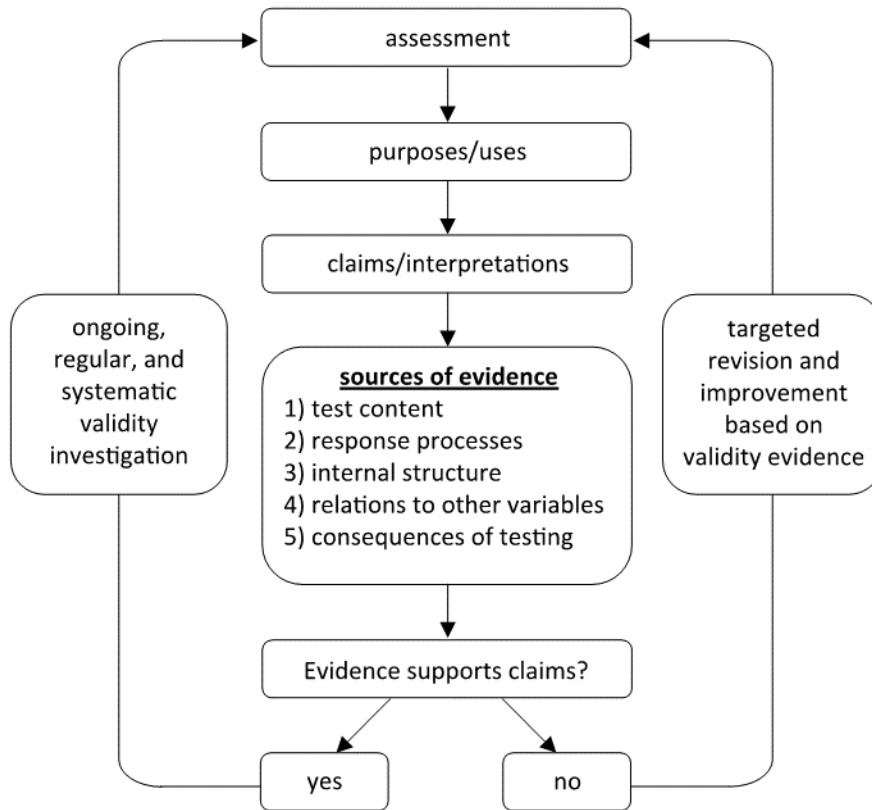 assessment
purposes/uses
claims/interpretations
ongoing,
regular, and
systematic
validity
investigation
sources of evidence
1) test content
2) response processes
3) internal structure
4) relations to other variables
5) consequences of testing
targeted
revision and
improvement
based on
validity evidence
Evidence supports claims?
yes
no